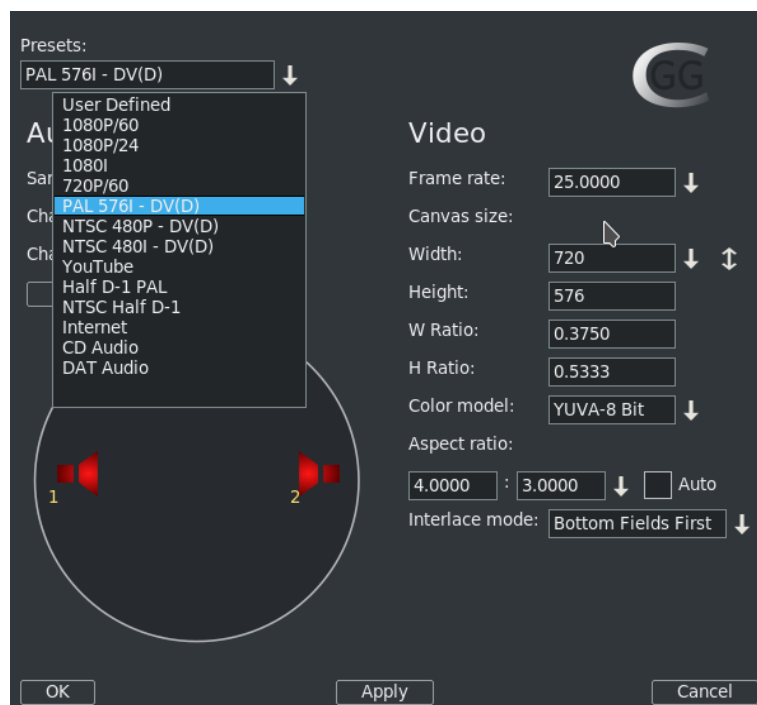 Presets:
PAL 576I - DV(D)
User Defined
1080P/60
1080P/24
1080I
720P/60
PAL 576I - DV(D)
NTSC 480P - DV(D)
NTSC 480I - DV(D)
YouTube
Half D-1 PAL
NTSC Half D-1
Internet
CD Audio
DAT Audio
1
2
GG
Video
Frame rate:
25.0000
Canvas size:
Width:
720
Height:
576
W Ratio:
0.3750
H Ratio:
0.5333
Color model:
YUVA-8 Bit
Aspect ratio:
4.0000 : 3.0000
Auto
Interlace mode:
Bottom Fields First
OK
Apply
Cancel